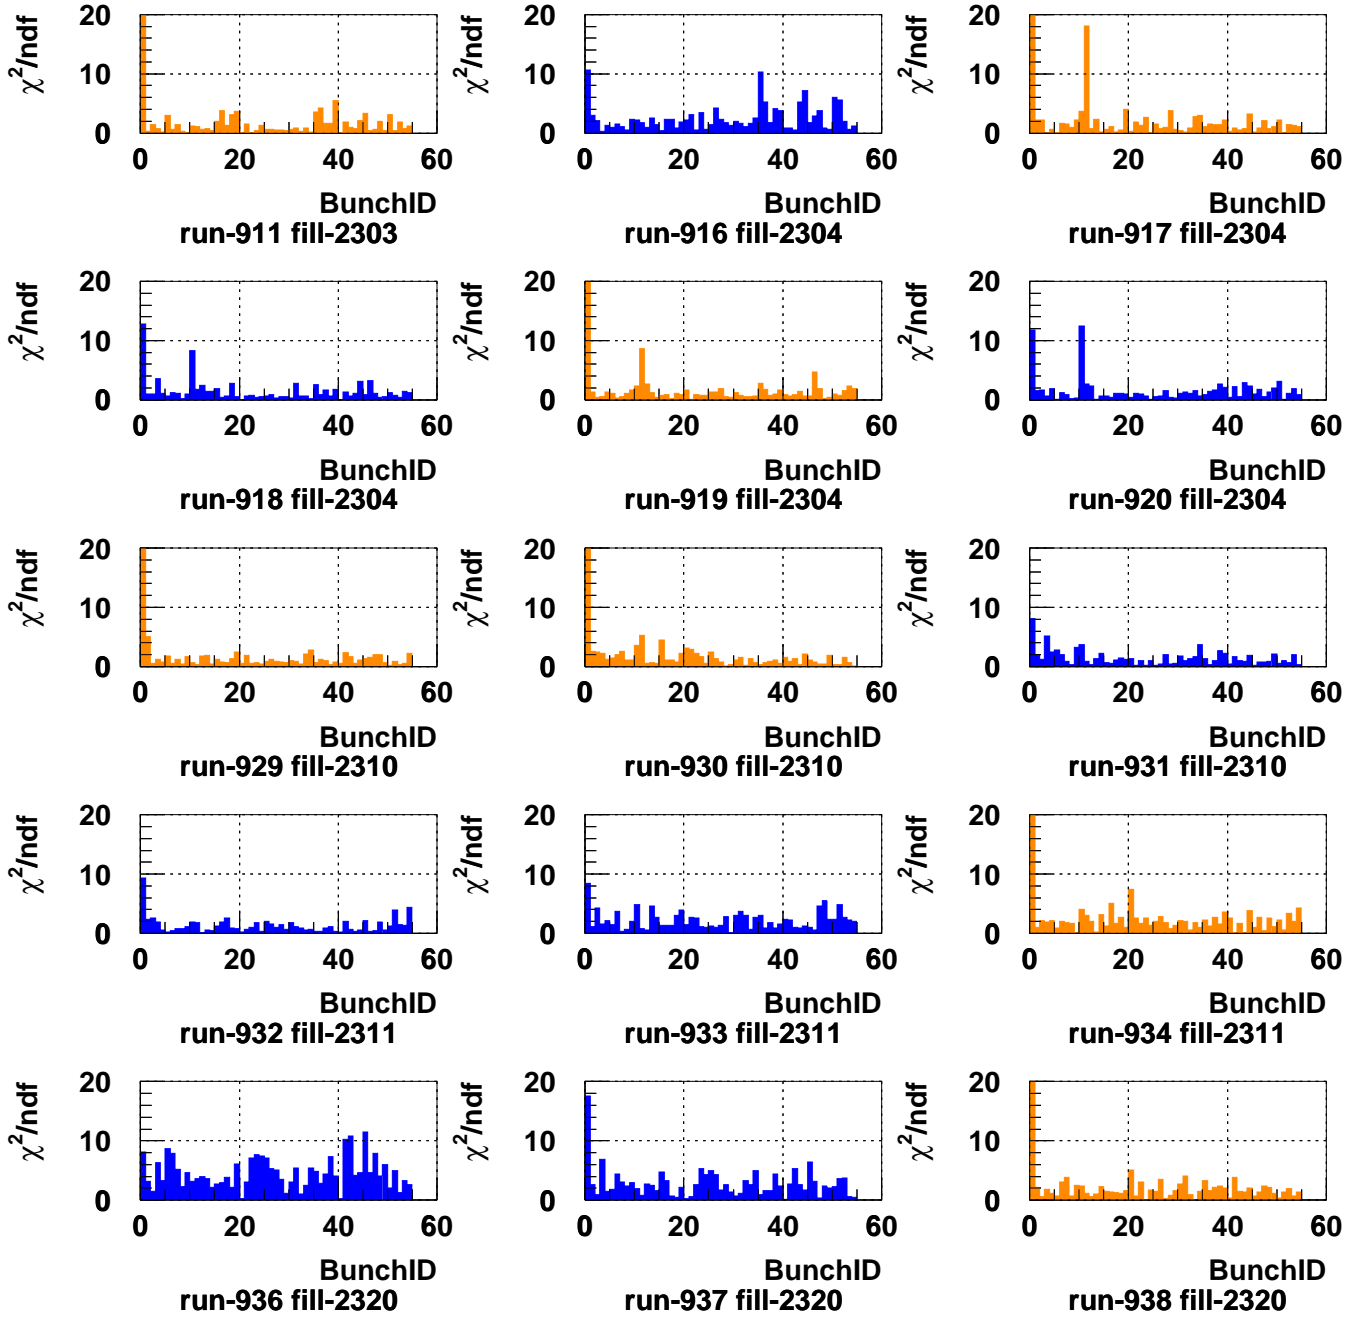 χ²/ndf
20
10
0
0 20 40 60
BunchID
run-911 fill-2303
χ²/ndf
20
10
0
0 20 40 60
BunchID
run-916 fill-2304
χ²/ndf
20
10
0
0 20 40 60
BunchID
run-917 fill-2304
χ²/ndf
20
10
0
0 20 40 60
BunchID
run-918 fill-2304
χ²/ndf
20
10
0
0 20 40 60
BunchID
run-919 fill-2304
χ²/ndf
20
10
0
0 20 40 60
BunchID
run-920 fill-2304
χ²/ndf
20
10
0
0 20 40 60
BunchID
run-929 fill-2310
χ²/ndf
20
10
0
0 20 40 60
BunchID
run-930 fill-2310
χ²/ndf
20
10
0
0 20 40 60
BunchID
run-931 fill-2310
χ²/ndf
20
10
0
0 20 40 60
BunchID
run-932 fill-2311
χ²/ndf
20
10
0
0 20 40 60
BunchID
run-933 fill-2311
χ²/ndf
20
10
0
0 20 40 60
BunchID
run-934 fill-2311
χ²/ndf
20
10
0
0 20 40 60
BunchID
run-936 fill-2320
χ²/ndf
20
10
0
0 20 40 60
BunchID
run-937 fill-2320
χ²/ndf
20
10
0
0 20 40 60
BunchID
run-938 fill-2320